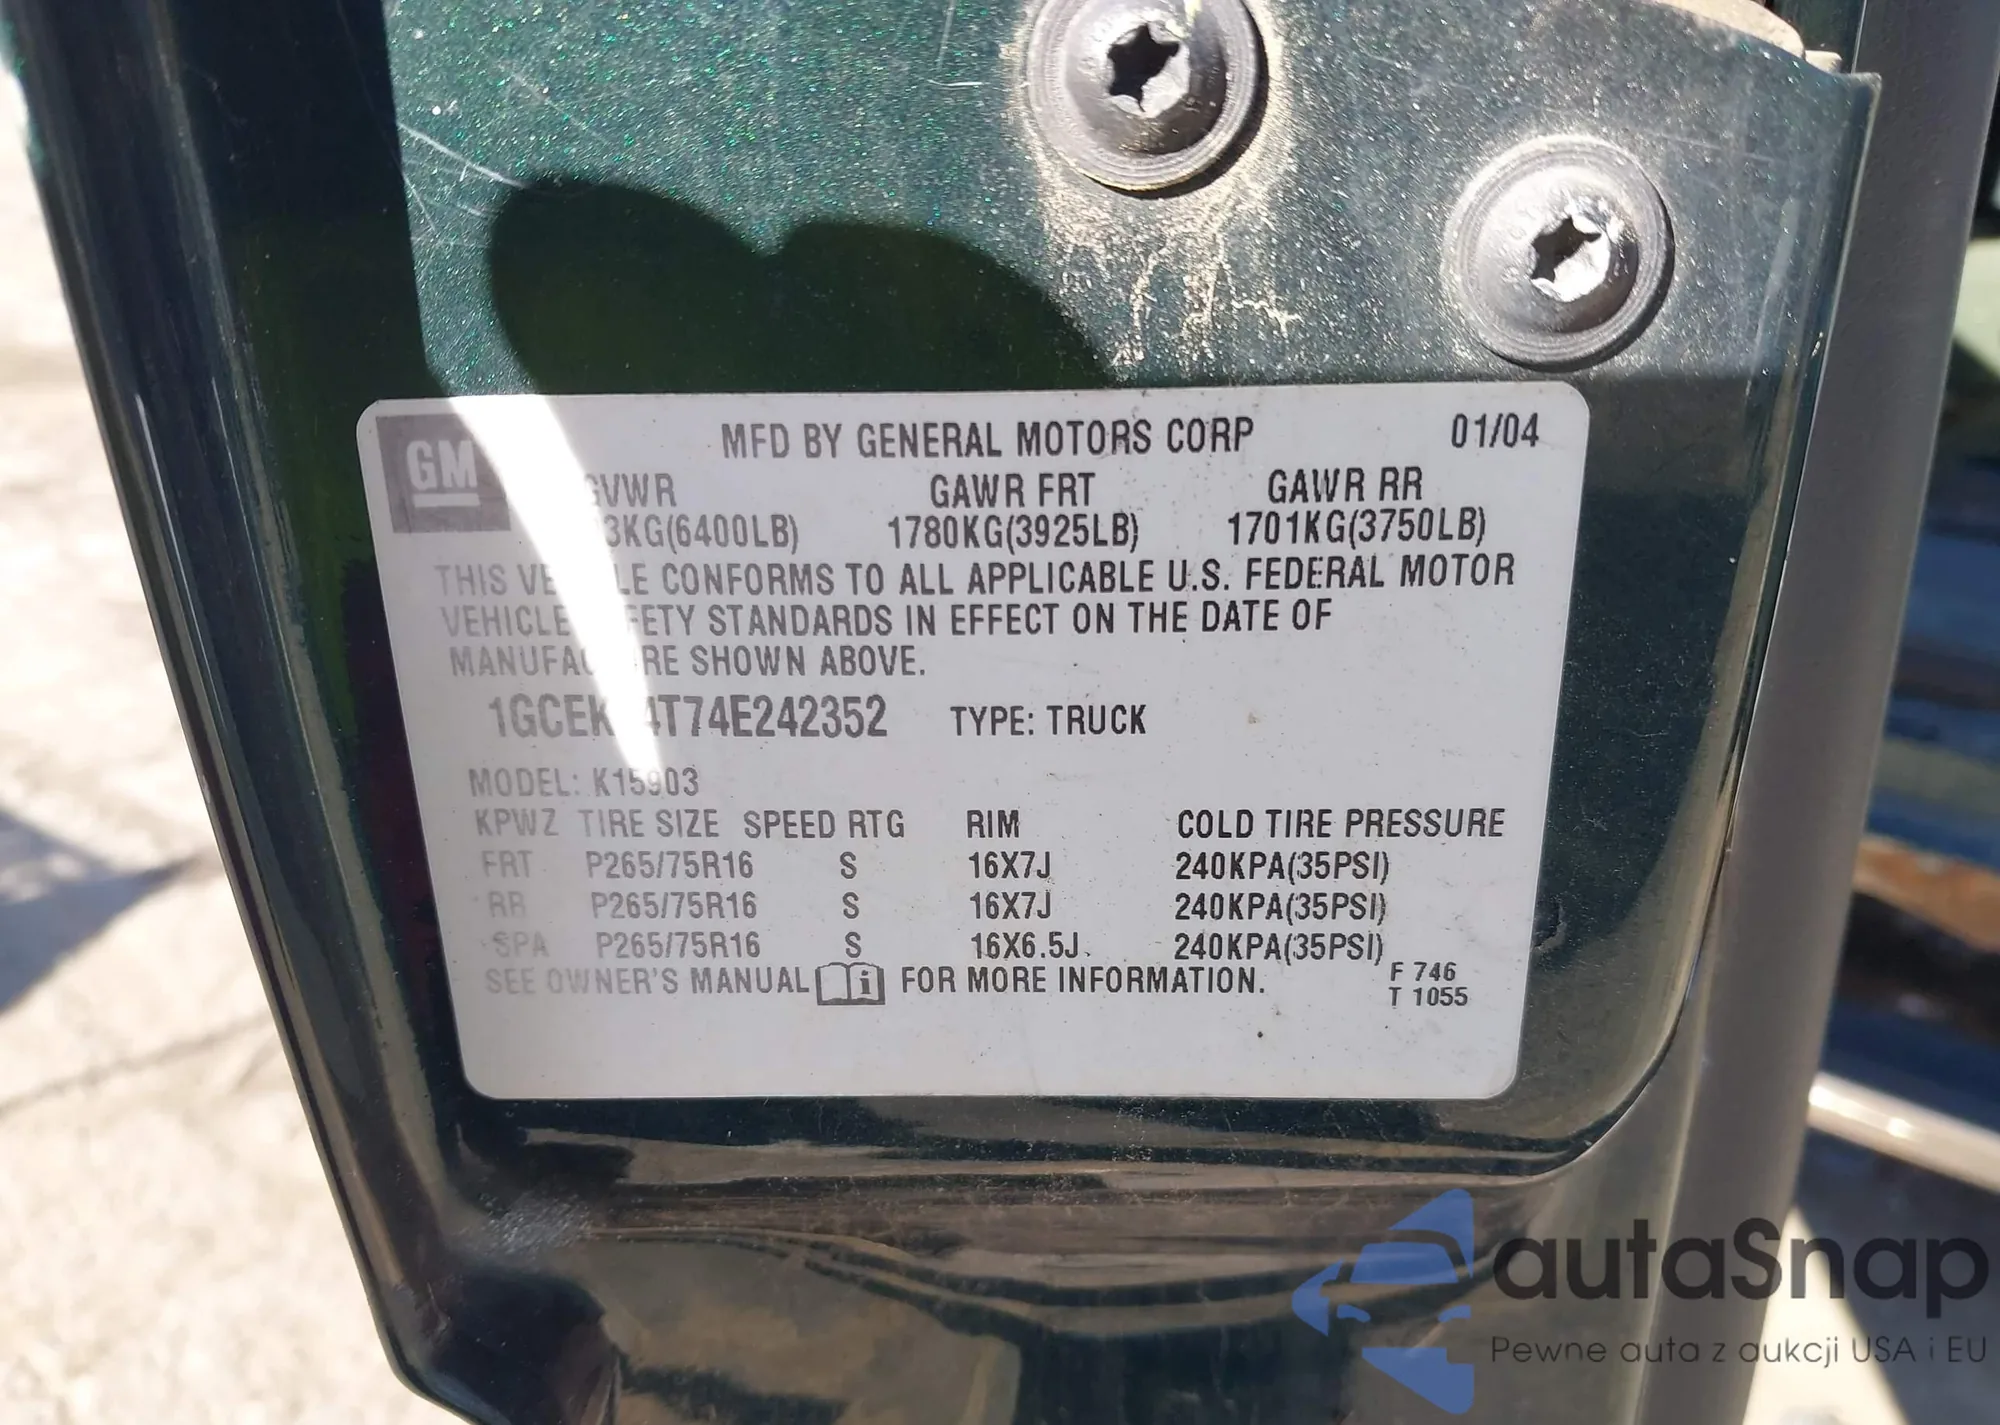 GM
MFD BY GENERAL MOTORS CORP 01/04
GVWR GAWR FRT GAWR RR
3KG(6400LB) 1780KG(3925LB) 1701KG(3750LB)
THIS CONFORMS TO ALL APPLICABLE U.S. FEDERAL MOTOR
VEHICLE STANDARDS IN EFFECT ON THE DATE OF
SHOWN ABOVE.
TYPE: TRUCK
MODEL: K15903
KPWZ TIRE SIZE SPEED RTG RIM COLD TIRE PRESSURE
FRT P265/75R16 S 16X7J 240KPA(35PSI)
RR P265/75R16 S 16X7J 240KPA(35PSI)
SPA P265/75R16 S 16X6.5J 240KPA(35PSI)
SEE OWNER'S MANUAL FOR MORE INFORMATION.
F 746
T 1055
autaSnap
Pewne auta z aukcji USA i EU